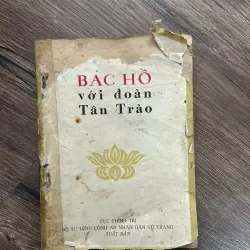 BÁC HỒ
với đoàn
Tân Trào
CỤC CHÍNH TRỊ
BỘ TƯ LỆNH CÔNG AN NHÂN DÂN VŨ TRANG
XUẤT BẢN